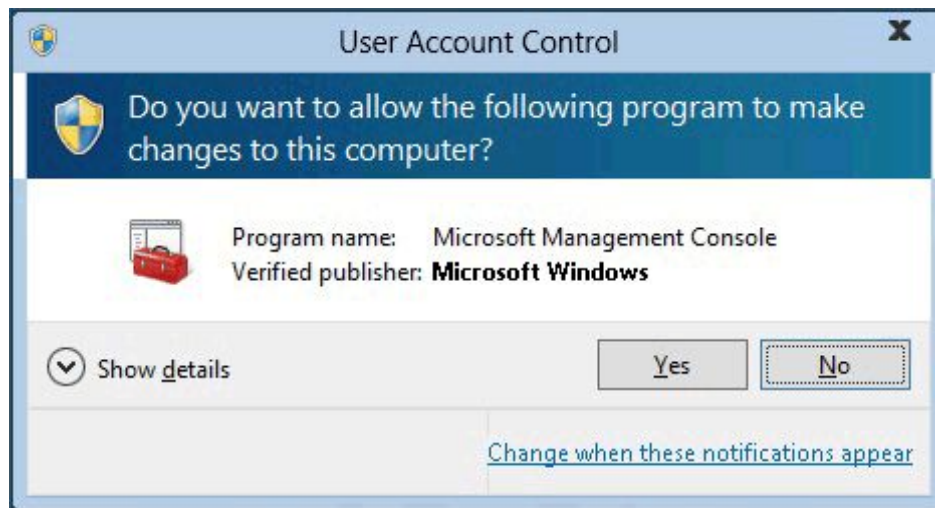 User Account Control
Do you want to allow the following program to make
changes to this computer?
Program name: Microsoft Management Console
Verified publisher: Microsoft Windows
Show details
Yes
No
Change when these notifications appear